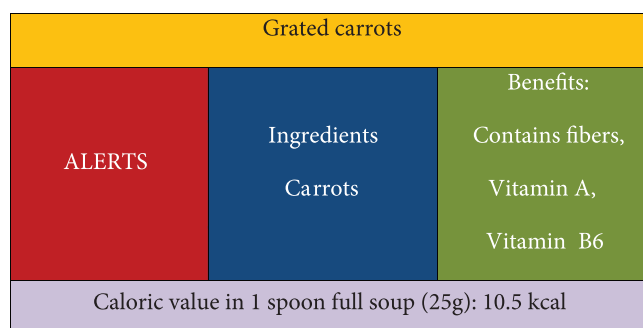 Grated carrots
ALERTS
Ingredients
Carrots
Benefits:
Contains fibers,
Vitamin A,
Vitamin B6
Caloric value in 1 spoon full soup (25g): 10.5 kcal